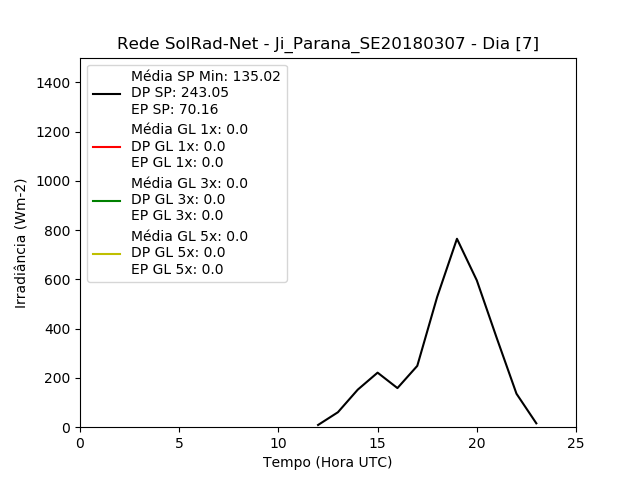 Rede SolRad-Net - Ji_Parana_SE20180307 - Dia [7]
Média SP Min: 135.02
DP SP: 243.05
EP SP: 70.16
Média GL 1x: 0.0
DP GL 1x: 0.0
EP GL 1x: 0.0
Média GL 3x: 0.0
DP GL 3x: 0.0
EP GL 3x: 0.0
Média GL 5x: 0.0
DP GL 5x: 0.0
EP GL 5x: 0.0
Irradiância (Wm-2)
1400
1200
1000
800
600
400
200
0
0 5 10 15 20 25
Tempo (Hora UTC)